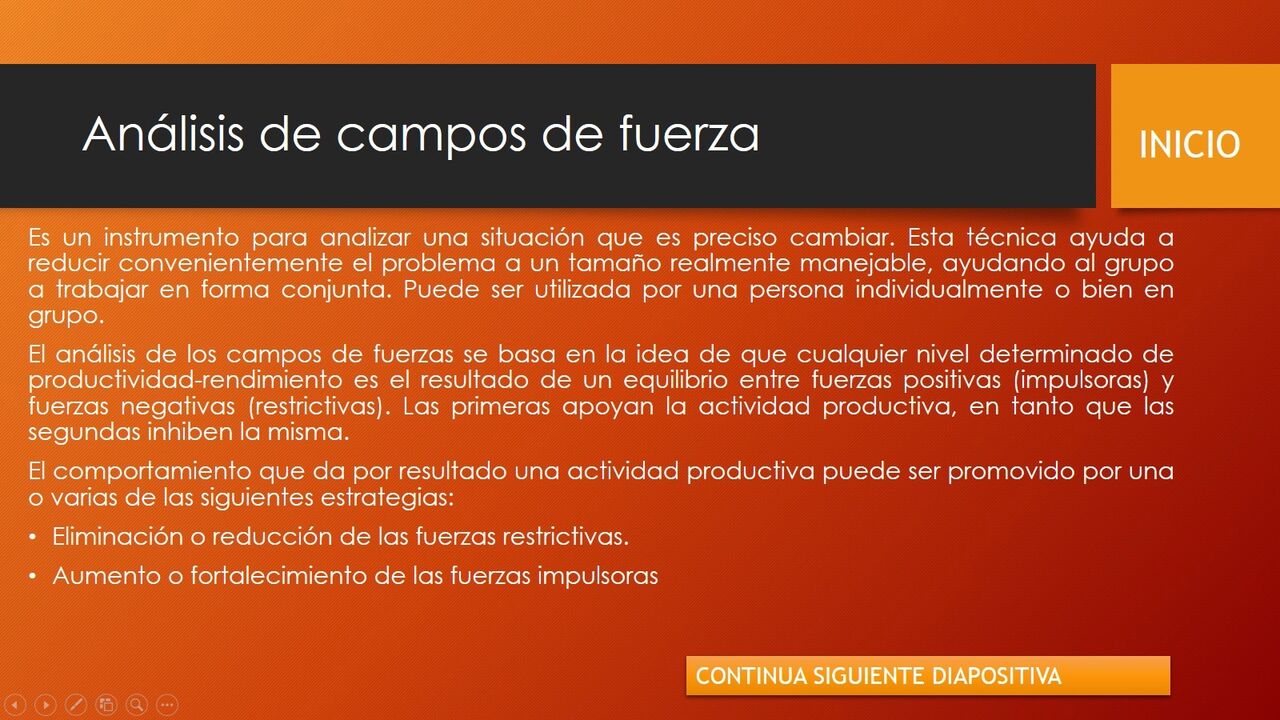 Análisis de campos de fuerza
INICIO
Es un instrumento para analizar una situación que es preciso cambiar. Esta técnica ayuda a
reducir convenientemente el problema a un tamaño realmente manejable, ayudando al grupo
a trabajar en forma conjunta. Puede ser utilizada por una persona individualmente o bien en
grupo.
El análisis de los campos de fuerzas se basa en la idea de que cualquier nivel determinado de
productividad-rendimiento es el resultado de un equilibrio entre fuerzas positivas (impulsoras) y
fuerzas negativas (restrictivas). Las primeras apoyan la actividad productiva, en tanto que las
segundas inhiben la misma.
El comportamiento que da por resultado una actividad productiva puede ser promovido por una
o varias de las siguientes estrategias:
• Eliminación o reducción de las fuerzas restrictivas.
• Aumento o fortalecimiento de las fuerzas impulsoras
CONTINUA SIGUIENTE DIAPOSITIVA